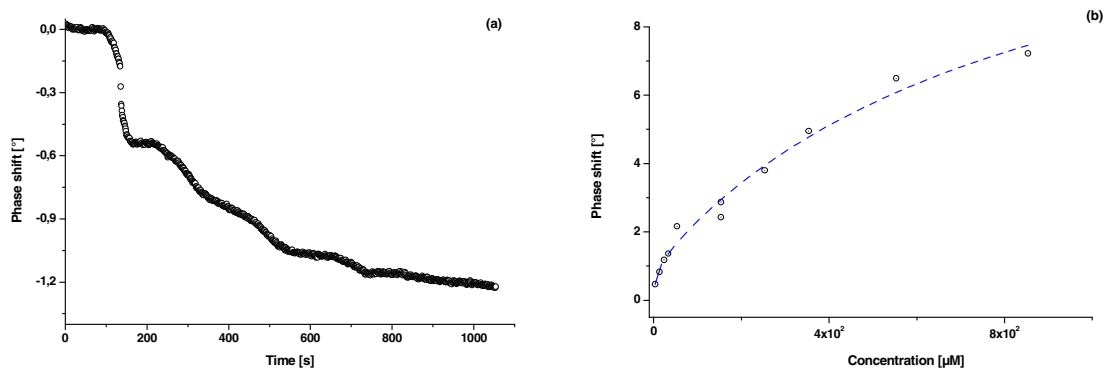 (a)
0,0
-0,3
-0,6
-0,9
-1,2
Phase shift [°]
0
200
400
600
800
1000
Time [s]
(b)
8
6
4
2
0
Phase shift [°]
0
4x10²
8x10²
Concentration [µM]